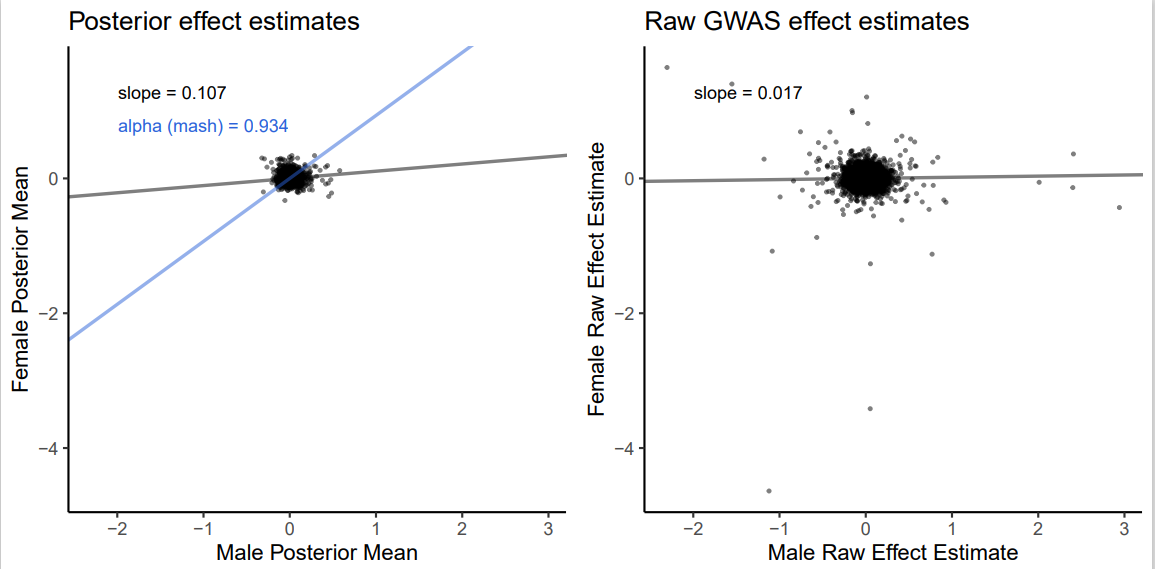 Posterior effect estimates
slope = 0.107
alpha (mash) = 0.934
Female Posterior Mean
0
−2
−4
−2 −1 0 1 2 3
Male Posterior Mean
Raw GWAS effect estimates
slope = 0.017
Female Raw Effect Estimate
0
−2
−4
−2 −1 0 1 2 3
Male Raw Effect Estimate